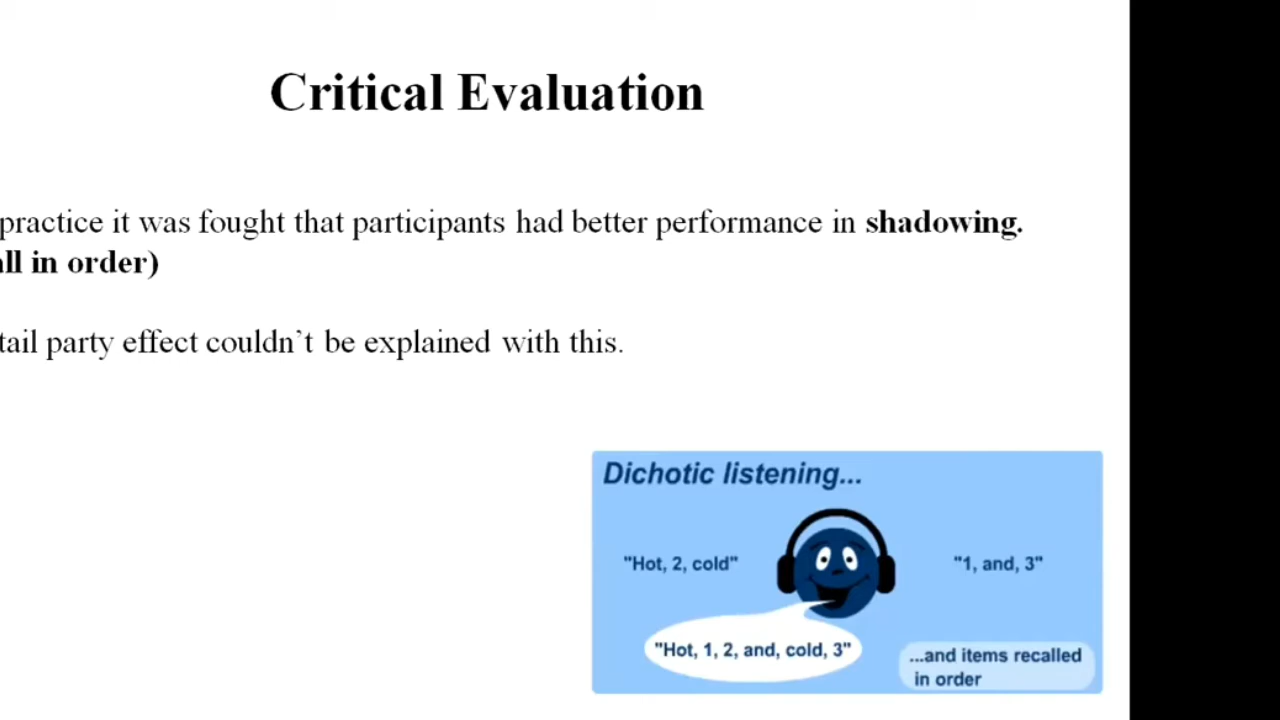 Critical Evaluation
practice it was fought that participants had better performance in shadowing.
all in order)
tail party effect couldn't be explained with this.
Dichotic listening...
"Hot, 2, cold"
"1, and, 3"
"Hot, 1, 2, and, cold, 3"
...and items recalled
in order